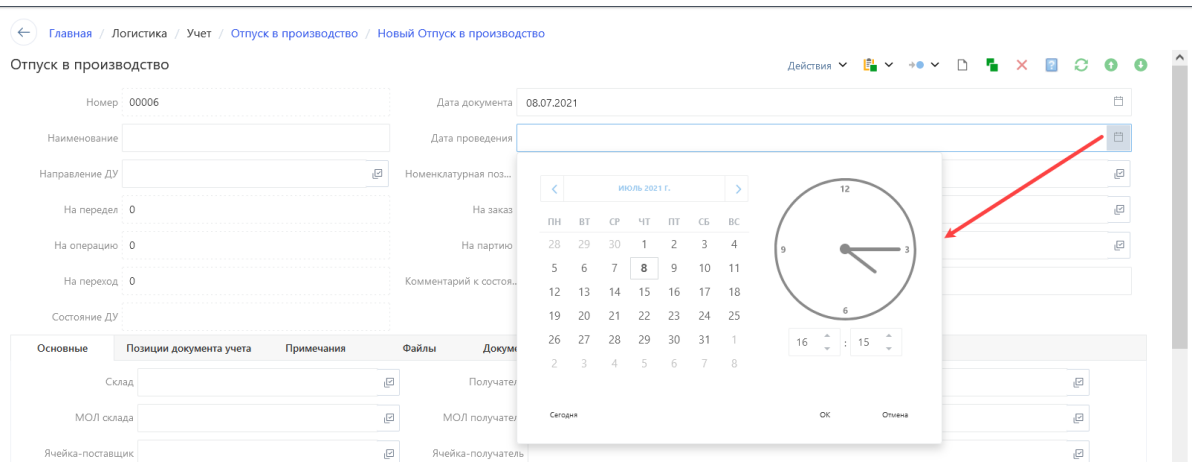 Главная / Логистика / Учет / Отпуск в производство / Новый Отпуск в производство
Отпуск в производство
Действия
Номер 00006 Дата документа 08.07.2021
Наименование Дата проведения
Направление ДУ Номенклатурная поз...
На передел 0 На заказ
На операцию 0 На партию
На переход 0 Комментарий к состоя...
Состояние ДУ
июль 2021 г.
ПН ВТ СР ЧТ ПТ СБ ВС
28 29 30 1 2 3 4
5 6 7 8 9 10 11
12 13 14 15 16 17 18
19 20 21 22 23 24 25
26 27 28 29 30 31 1
2 3 4 5 6 7 8
12
9 3
6
16 : 15
Сегодня ОК Отмена
Основные Позиции документа учета Примечания Файлы Докуме
Склад Получател
МОЛ склада МОЛ получател
Ячейка-поставщик Ячейка-получатель